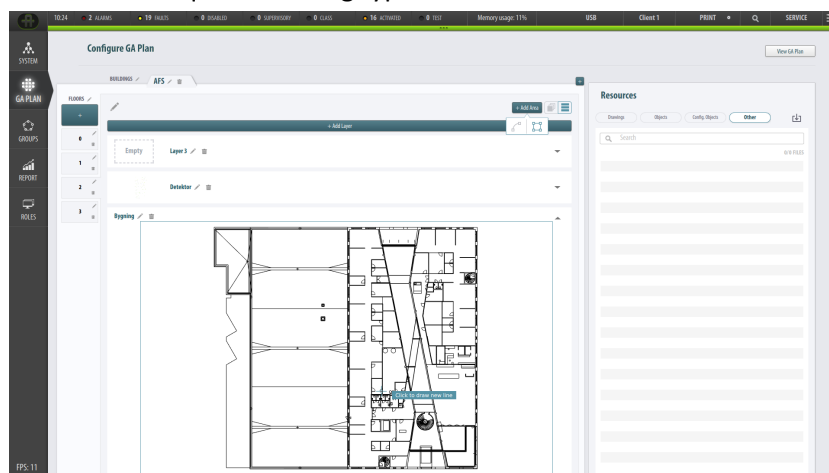 10:24 2 ALARMS 19 FAULTS 0 DISABLED 0 SUPERVISORY 0 CLASS 16 ACTIVATED 0 TEST Memory usage: 11% USB Client 1 PRINT SERVICE
Configure GA Plan
View GA Plan
SYSTEM
BUILDINGS AFS
GA PLAN
FLOORS
Resources
+
+ Add Area
Drawings Objects Config. Objects Other
+ Add Layer
GROUPS
0
Empty Layer 3
Search
0/0 FILES
1
REPORT
2
Detektor
ROLES
3
Bygning
Click to draw new line
FPS: 11